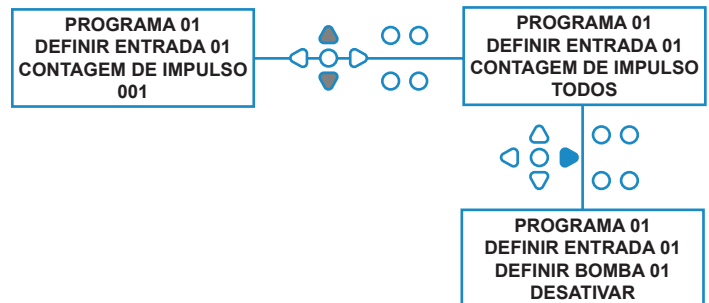 PROGRAMA 01
DEFINIR ENTRADA 01
CONTAGEM DE IMPULSO
001
PROGRAMA 01
DEFINIR ENTRADA 01
CONTAGEM DE IMPULSO
TODOS
PROGRAMA 01
DEFINIR ENTRADA 01
DEFINIR BOMBA 01
DESATIVAR